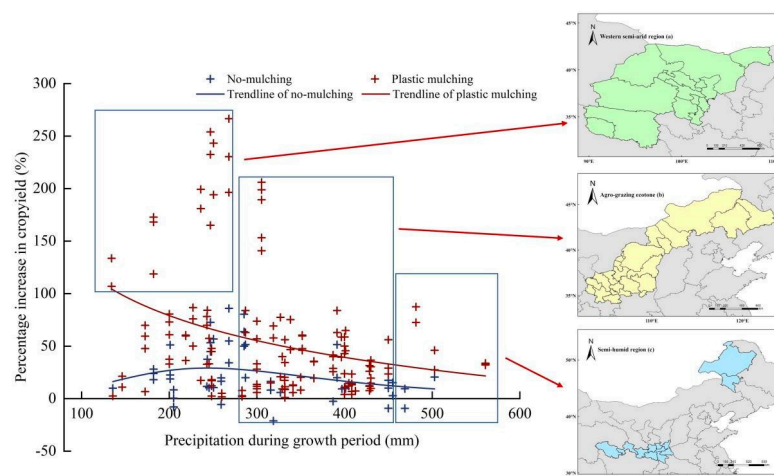 No-mulching
Plastic mulching
Trendline of no-mulching
Trendline of plastic mulching
Percentage increase in cropyield (%)
300
250
200
150
100
50
0
-50
100
200
300
400
500
600
Precipitation during growth period (mm)
N
Western semi-arid region (a)
45°N
40°N
35°N
90°E
100°E
N
Agro-grazing ecotone (b)
45°N
40°N
35°N
110°E
120°E
N
Semi-humid region (c)